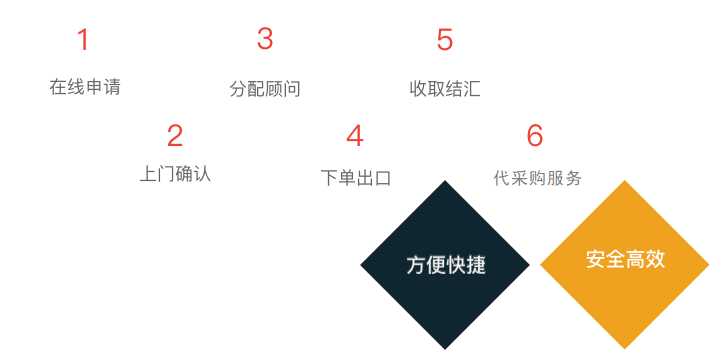 1
在线申请
2
上门确认
3
分配顾问
4
下单出口
5
收取结汇
6
代采购服务
方便快捷
安全高效